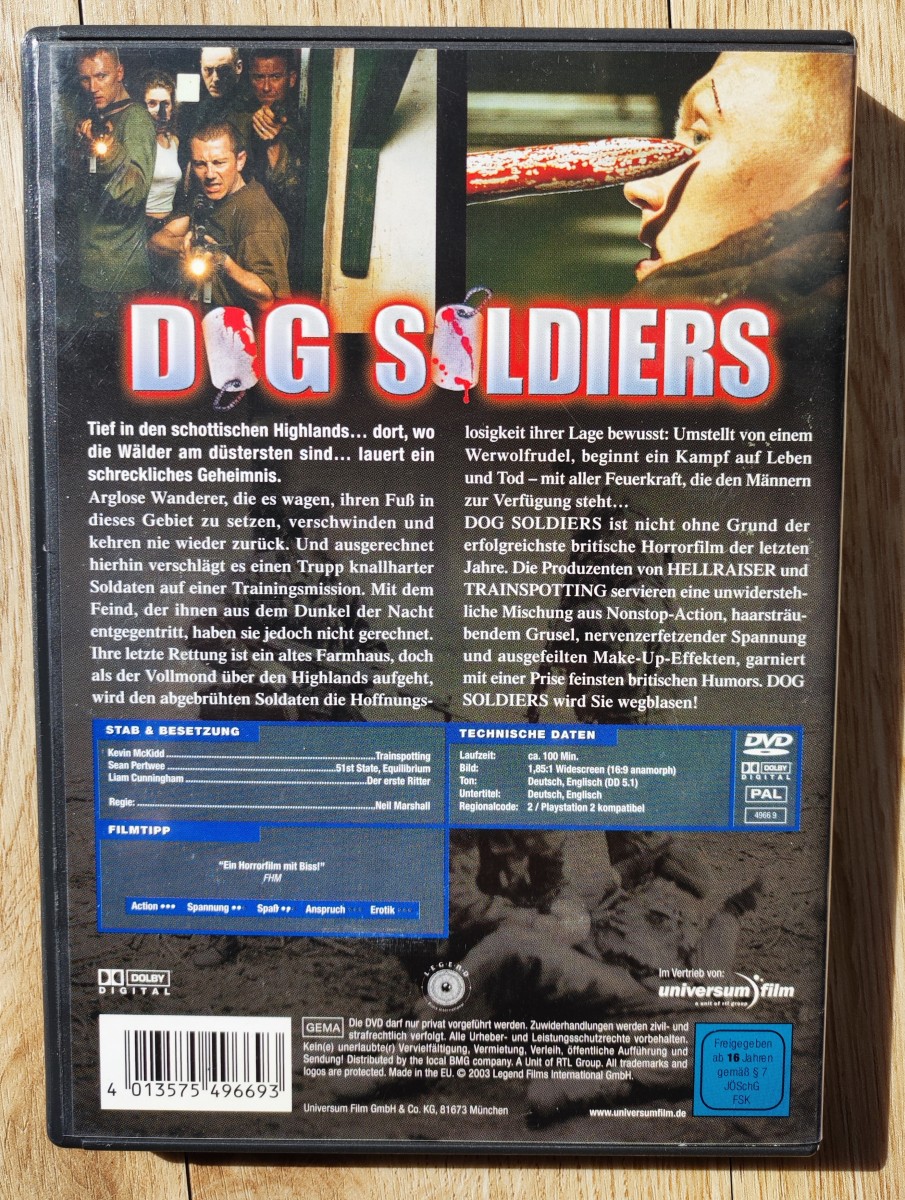 DOG SOLDIERS
Tief in den schottischen Highlands... dort, wo
die Wälder am düstersten sind... lauert ein
schreckliches Geheimnis.
Arglose Wanderer, die es wagen, ihren Fuß in
dieses Gebiet zu setzen, verschwinden und
kehren nie wieder zurück. Und ausgerechnet
hierhin verschlägt es einen Trupp knallharter
Soldaten auf einer Trainingsmission. Mit dem
Feind, der ihnen aus dem Dunkel der Nacht
entgegentritt, haben sie jedoch nicht gerechnet.
Ihre letzte Rettung ist ein altes Farmhaus, doch
als der Vollmond über den Highlands aufgeht,
wird den abgebrühten Soldaten die Hoffnungs-
losigkeit ihrer Lage bewusst: Umstellt von einem
Werwolfrudel, beginnt ein Kampf auf Leben
und Tod – mit aller Feuerkraft, die den Männern
zur Verfügung steht...
DOG SOLDIERS ist nicht ohne Grund der
erfolgreichste britische Horrorfilm der letzten
Jahre. Die Produzenten von HELLRAISER und
TRAINSPOTTING servieren eine unwidersteh-
liche Mischung aus Nonstop-Action, haarsträu-
bendem Grusel, nervenzerfetzender Spannung
und ausgefeilten Make-Up-Effekten, garniert
mit einer Prise feinsten britischen Humors. DOG
SOLDIERS wird Sie wegblasen!
STAB & BESETZUNG
Kevin McKidd ... Trainspotting
Sean Pertwee ... 51st State, Equilibrium
Liam Cunningham ... Der erste Ritter
Regie: ... Neil Marshall
FILMTIPP
"Ein Horrorfilm mit Biss!"
FHM
Action ••• Spannung •• Spaß •• Anspruch Erotik
TECHNISCHE DATEN
Laufzeit: ca. 100 Min.
Bild: 1,85:1 Widescreen (16:9 anamorph)
Ton: Deutsch, Englisch (DD 5.1)
Untertitel: Deutsch, Englisch
Regionalcode: 2 / Playstation 2 kompatibel
DVD
DOLBY
DIGITAL
PAL
4966 9
DOLBY
DIGITAL
LEGEND
Im Vertrieb von:
universum film
a unit of rtl group
4 013575 496693
GEMA
Die DVD darf nur privat vorgeführt werden. Zuwiderhandlungen werden zivil- und
strafrechtlich verfolgt. Alle Urheber- und Leistungsschutzrechte vorbehalten.
Kein(e) unerlaubte(r) Vervielfältigung, Vermietung, Verleih, öffentliche Aufführung und
Sendung! Distributed by the local BMG company. A Unit of RTL Group. All trademarks and
logos are protected. Made in the EU. © 2003 Legend Films International GmbH.
Universum Film GmbH & Co. KG, 81673 München
www.universumfilm.de
Freigegeben
ab 16 Jahren
gemäß § 7
JÖSchG
FSK